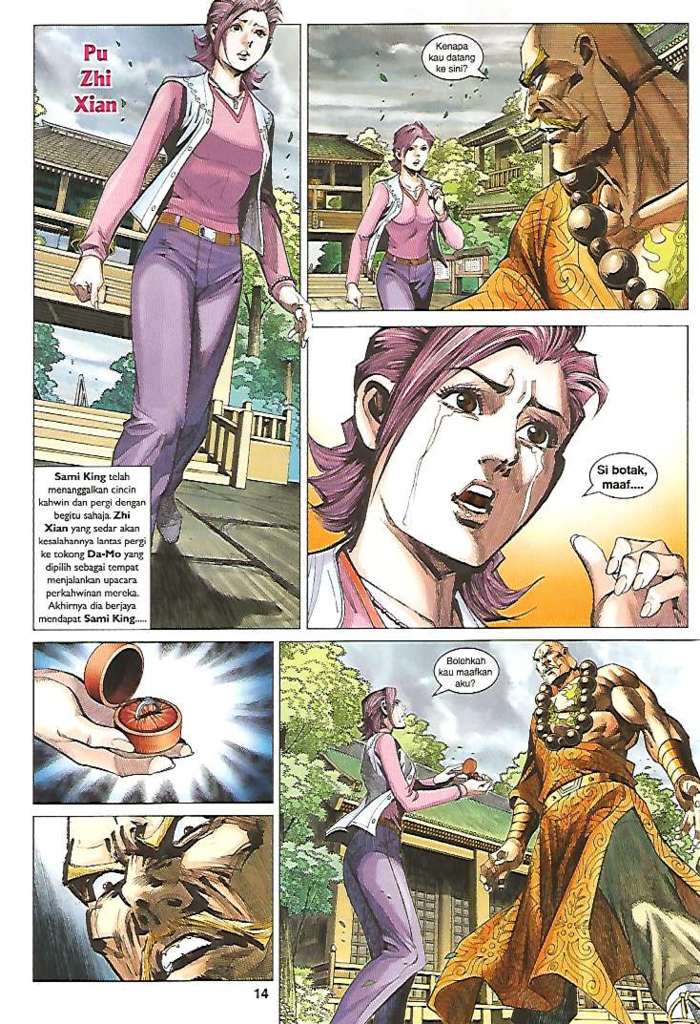 Pu
Zhi
Xian
Kenapa
kau datang
ke sini?
Si botak,
maaf....
Sami King telah
menanggalkan cincin
kahwin dan pergi dengan
begitu sahaja. Zhi
Xian yang sedar akan
kesalahannya lantas pergi
ke tokong Da-Mo yang
dipilih sebagai tempat
menjalankan upacara
perkahwinan mereka.
Akhirnya dia berjaya
mendapat Sami King.....
Bolehkah
kau maafkan
aku?
14